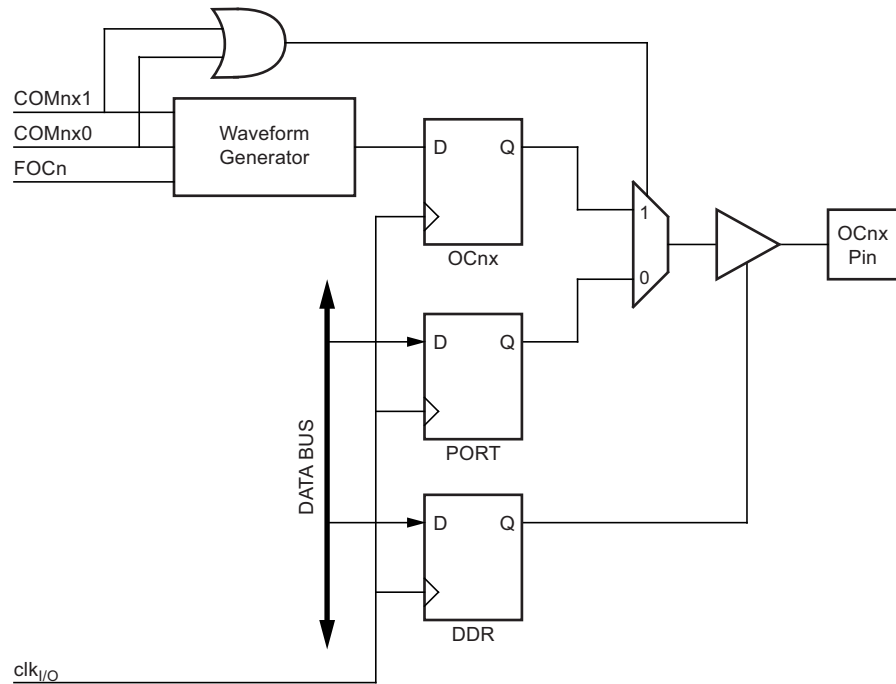 COMnx1
COMnx0
FOCn
Waveform
Generator
D
Q
OCnx
1
0
OCnx
Pin
D
Q
PORT
DATA BUS
D
Q
DDR
clkI/O